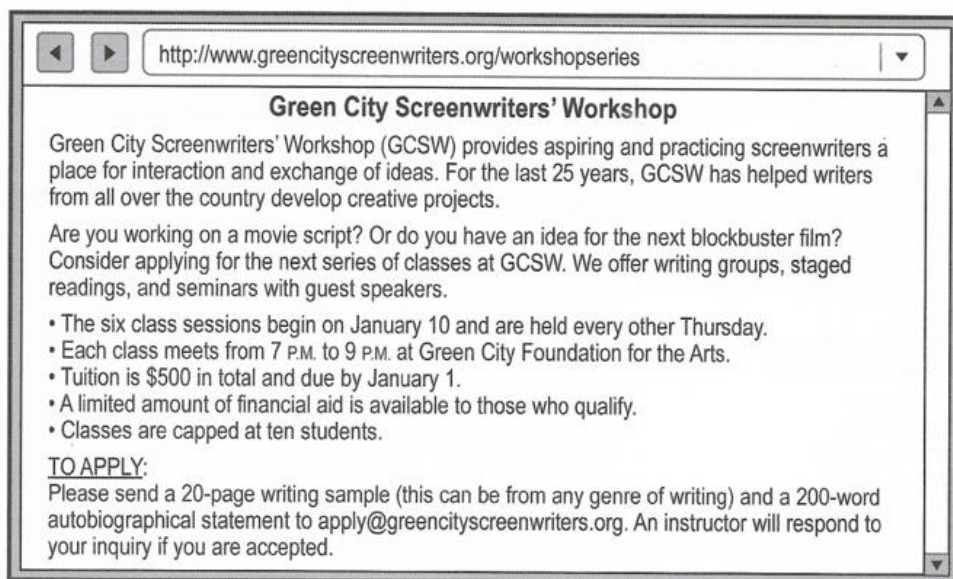 http://www.greencityscreenwriters.org/workshopseries
Green City Screenwriters' Workshop
Green City Screenwriters' Workshop (GCSW) provides aspiring and practicing screenwriters a
place for interaction and exchange of ideas. For the last 25 years, GCSW has helped writers
from all over the country develop creative projects.
Are you working on a movie script? Or do you have an idea for the next blockbuster film?
Consider applying for the next series of classes at GCSW. We offer writing groups, staged
readings, and seminars with guest speakers.
• The six class sessions begin on January 10 and are held every other Thursday.
• Each class meets from 7 P.M. to 9 P.M. at Green City Foundation for the Arts.
• Tuition is $500 in total and due by January 1.
• A limited amount of financial aid is available to those who qualify.
• Classes are capped at ten students.
TO APPLY:
Please send a 20-page writing sample (this can be from any genre of writing) and a 200-word
autobiographical statement to apply@greencityscreenwriters.org. An instructor will respond to
your inquiry if you are accepted.